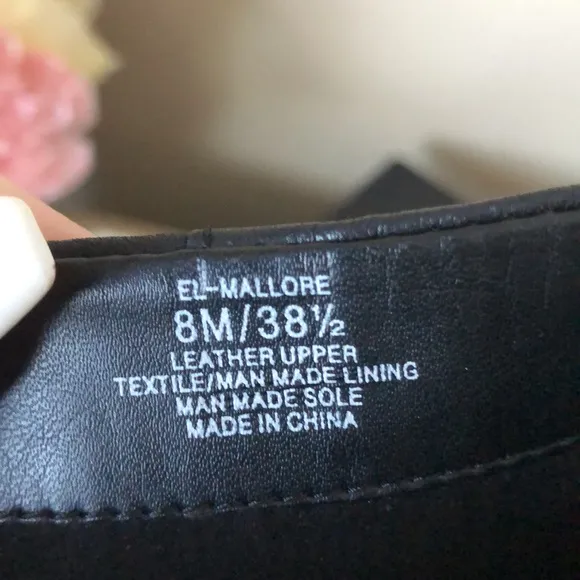 EL-MALLORE
8M/38½
LEATHER UPPER
TEXTILE/MAN MADE LINING
MAN MADE SOLE
MADE IN CHINA